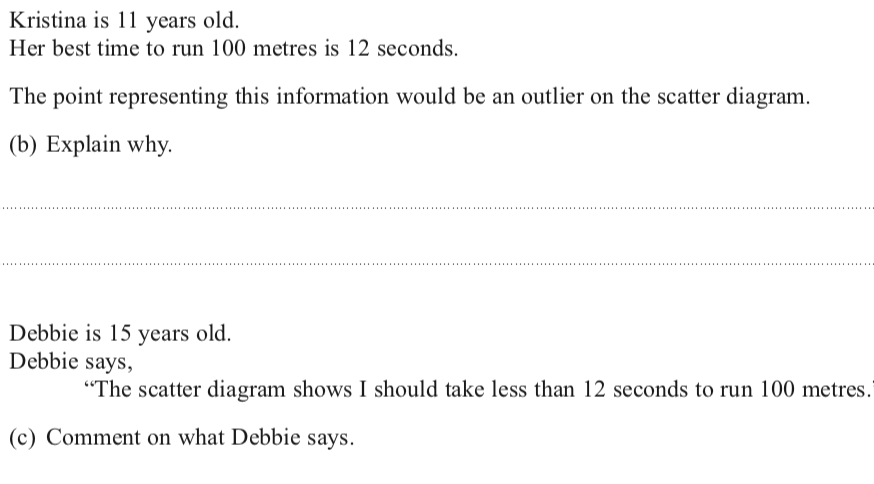 Kristina is 11 years old.
Her best time to run 100 metres is 12 seconds.
The point representing this information would be an outlier on the scatter diagram.
(b) Explain why.
Debbie is 15 years old.
Debbie says,
“The scatter diagram shows I should take less than 12 seconds to run 100 metres.”
(c) Comment on what Debbie says.